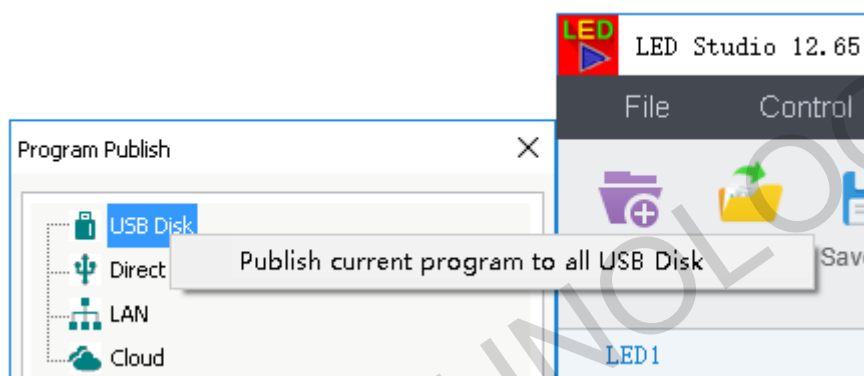 LED
LED Studio 12.65
File Control
Program Publish
USB Disk
Publish current program to all USB Disk
Direct
LAN
Cloud
LED1